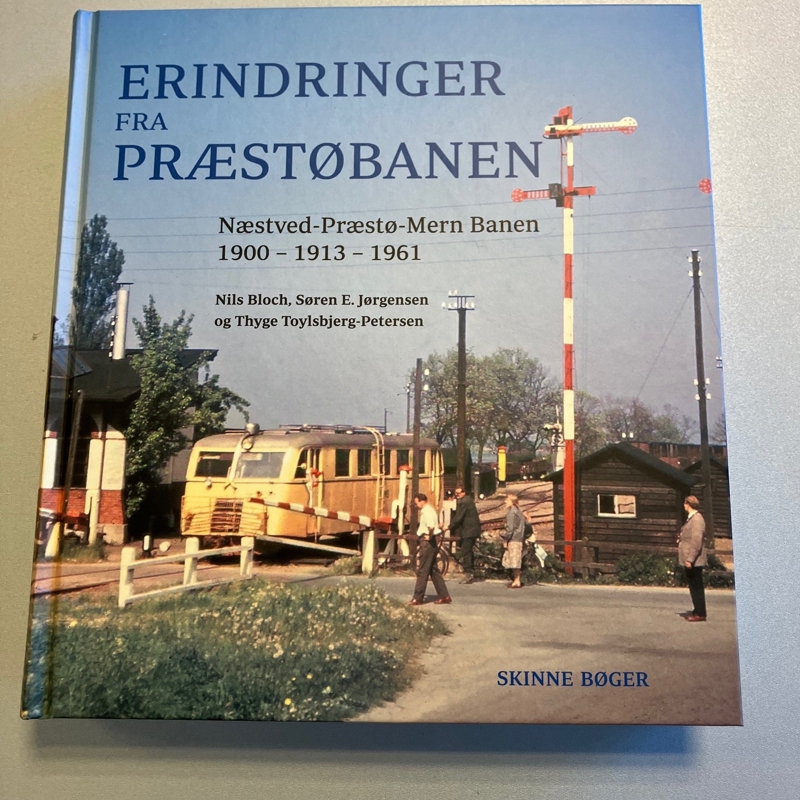 ERINDRINGER
FRA
PRÆSTØBANEN
Næstved-Præstø-Mern Banen
1900 – 1913 – 1961
Nils Bloch, Søren E. Jørgensen
og Thyge Toylsbjerg-Petersen
SKINNE BØGER